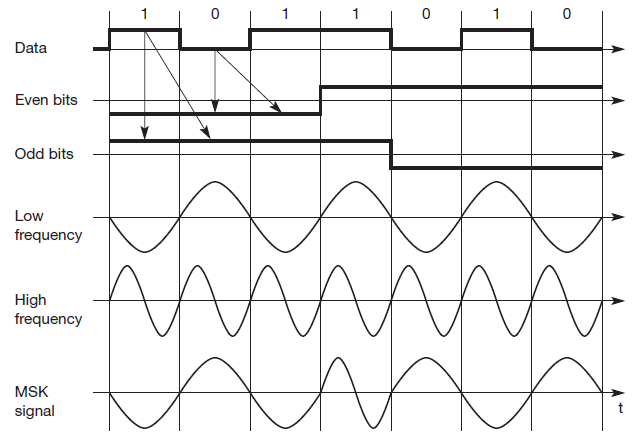 1 0 1 1 0 1 0
Data
Even bits
Odd bits
Low
frequency
High
frequency
MSK
signal
t